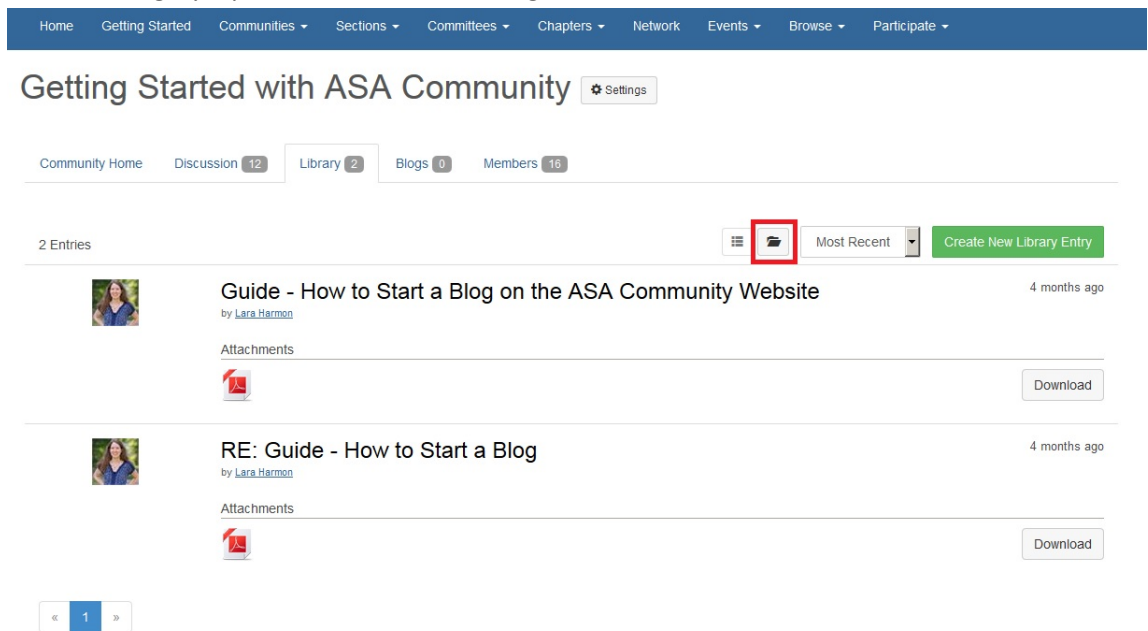 Home Getting Started Communities Sections Committees Chapters Network Events Browse Participate
Getting Started with ASA Community Settings
Community Home Discussion 12 Library 2 Blogs 0 Members 16
2 Entries Most Recent Create New Library Entry
Guide - How to Start a Blog on the ASA Community Website 4 months ago
by Lara Harmon
Attachments
Download
RE: Guide - How to Start a Blog 4 months ago
by Lara Harmon
Attachments
Download
« 1 »